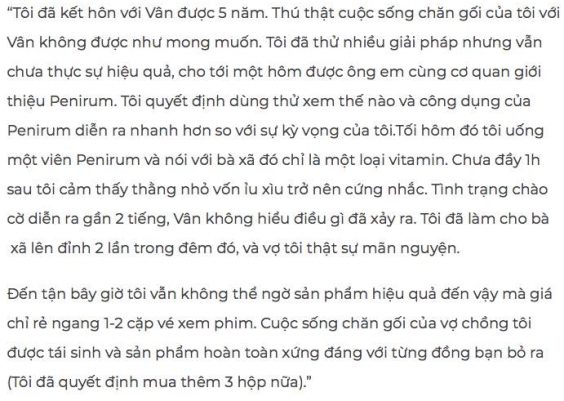 “Tôi đã kết hôn với Vân được 5 năm. Thú thật cuộc sống chăn gối của tôi với
Vân không được như mong muốn. Tôi đã thử nhiều giải pháp nhưng vẫn
chưa thực sự hiệu quả, cho tới một hôm được ông em cùng cơ quan giới
thiệu Penirum. Tôi quyết định dùng thử xem thế nào và công dụng của
Penirum diễn ra nhanh hơn so với sự kỳ vọng của tôi.Tối hôm đó tôi uống
một viên Penirum và nói với bà xã đó chỉ là một loại vitamin. Chưa đầy 1h
sau tôi cảm thấy thằng nhỏ vốn ỉu xìu trở nên cứng nhắc. Tình trạng chào
cờ diễn ra gần 2 tiếng, Vân không hiểu điều gì đã xảy ra. Tôi đã làm cho bà
xã lên đỉnh 2 lần trong đêm đó, và vợ tôi thật sự mãn nguyện.
Đến tận bây giờ tôi vẫn không thể ngờ sản phẩm hiệu quả đến vậy mà giá
chỉ rẻ ngang 1-2 cặp vé xem phim. Cuộc sống chăn gối của vợ chồng tôi
được tái sinh và sản phẩm hoàn toàn xứng đáng với từng đồng bạn bỏ ra
(Tôi đã quyết định mua thêm 3 hộp nữa).”